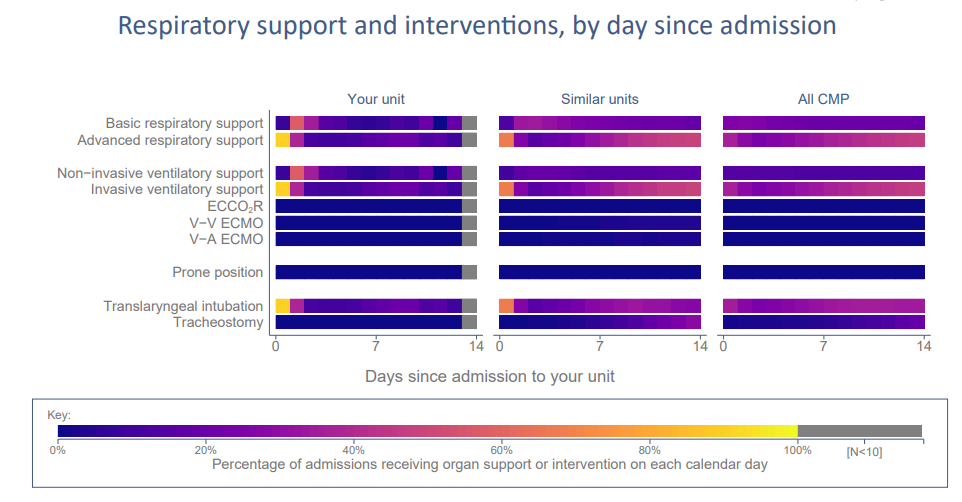 Respiratory support and interventions, by day since admission
Your unit
Similar units
All CMP
Basic respiratory support
Advanced respiratory support
Non−invasive ventilatory support
Invasive ventilatory support
ECCO₂R
V−V ECMO
V−A ECMO
Prone position
Translaryngeal intubation
Tracheostomy
0 7 14 0 7 14 0 7 14
Days since admission to your unit
Key:
0% 20% 40% 60% 80% 100% [N<10]
Percentage of admissions receiving organ support or intervention on each calendar day